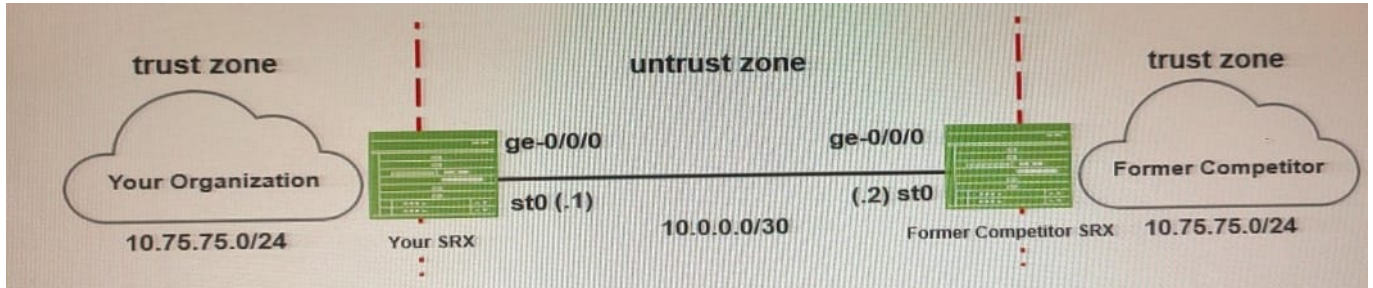 trust zone
untrust zone
trust zone
ge-0/0/0
ge-0/0/0
Your Organization
Former Competitor
st0 (.1)
(.2) st0
10.75.75.0/24
Your SRX
10.0.0.0/30
Former Competitor SRX
10.75.75.0/24